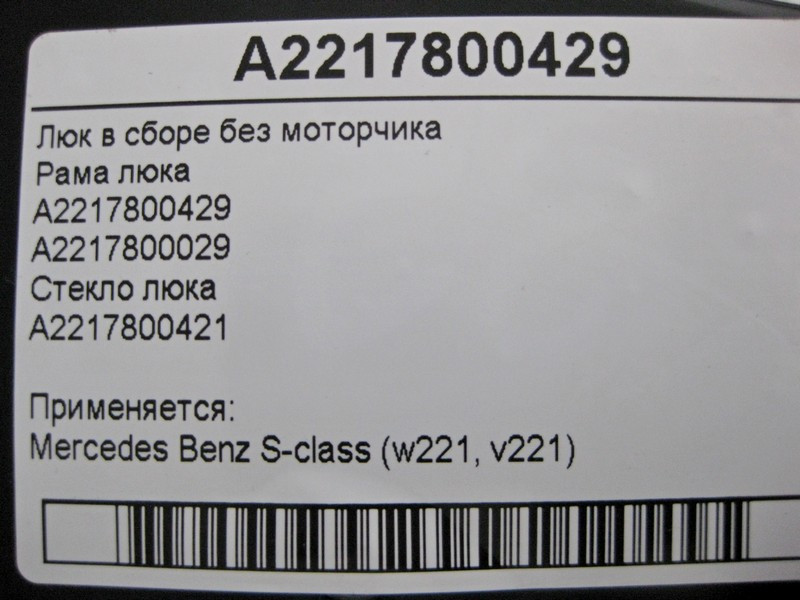 A2217800429
Люк в сборе без моторчика
Рама люка
A2217800429
A2217800029
Стекло люка
A2217800421
Применяется:
Mercedes Benz S-class (w221, v221)